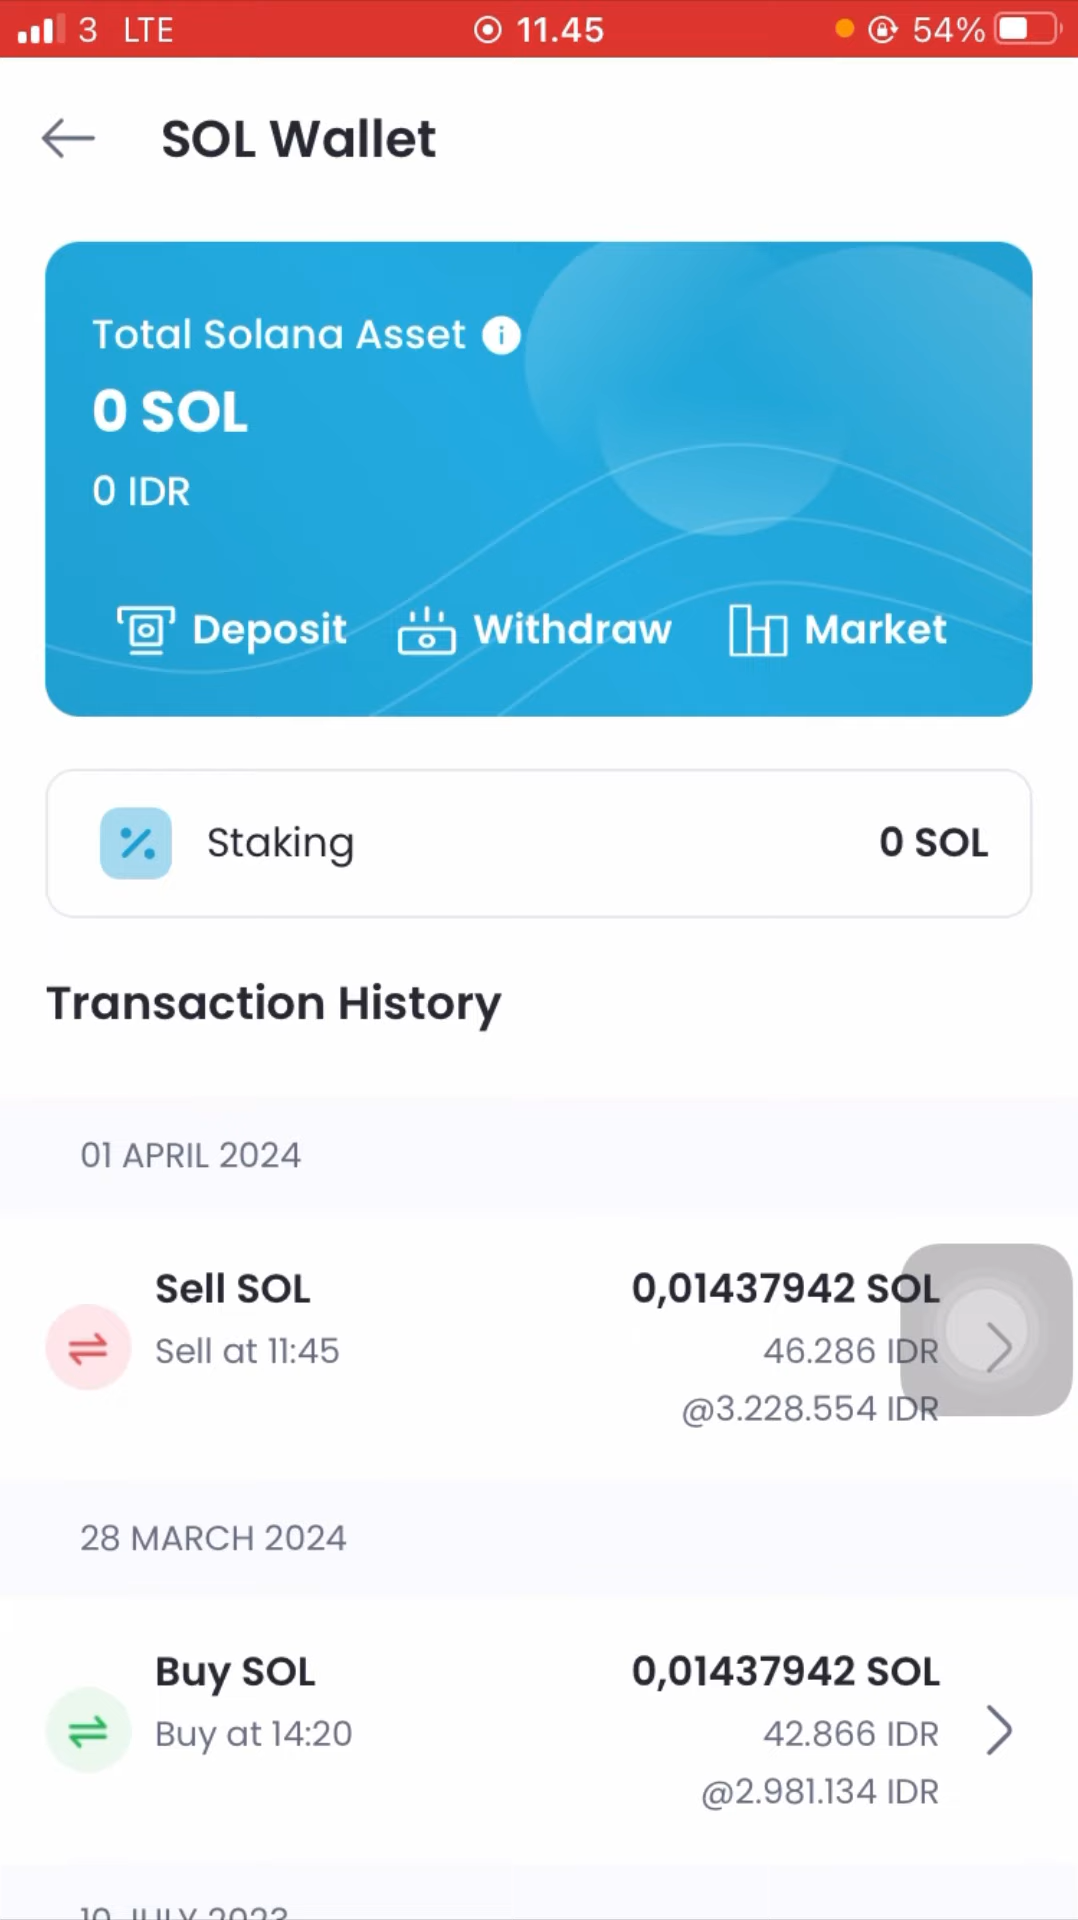 3 LTE 11.45 54%
SOL Wallet
Total Solana Asset i
0 SOL
0 IDR
Deposit Withdraw Market
Staking 0 SOL
Transaction History
01 APRIL 2024
Sell SOL 0,01437942 SOL
Sell at 11:45 46.286 IDR
@3.228.554 IDR
28 MARCH 2024
Buy SOL 0,01437942 SOL
Buy at 14:20 42.866 IDR
@2.981.134 IDR
10 JULY 2023